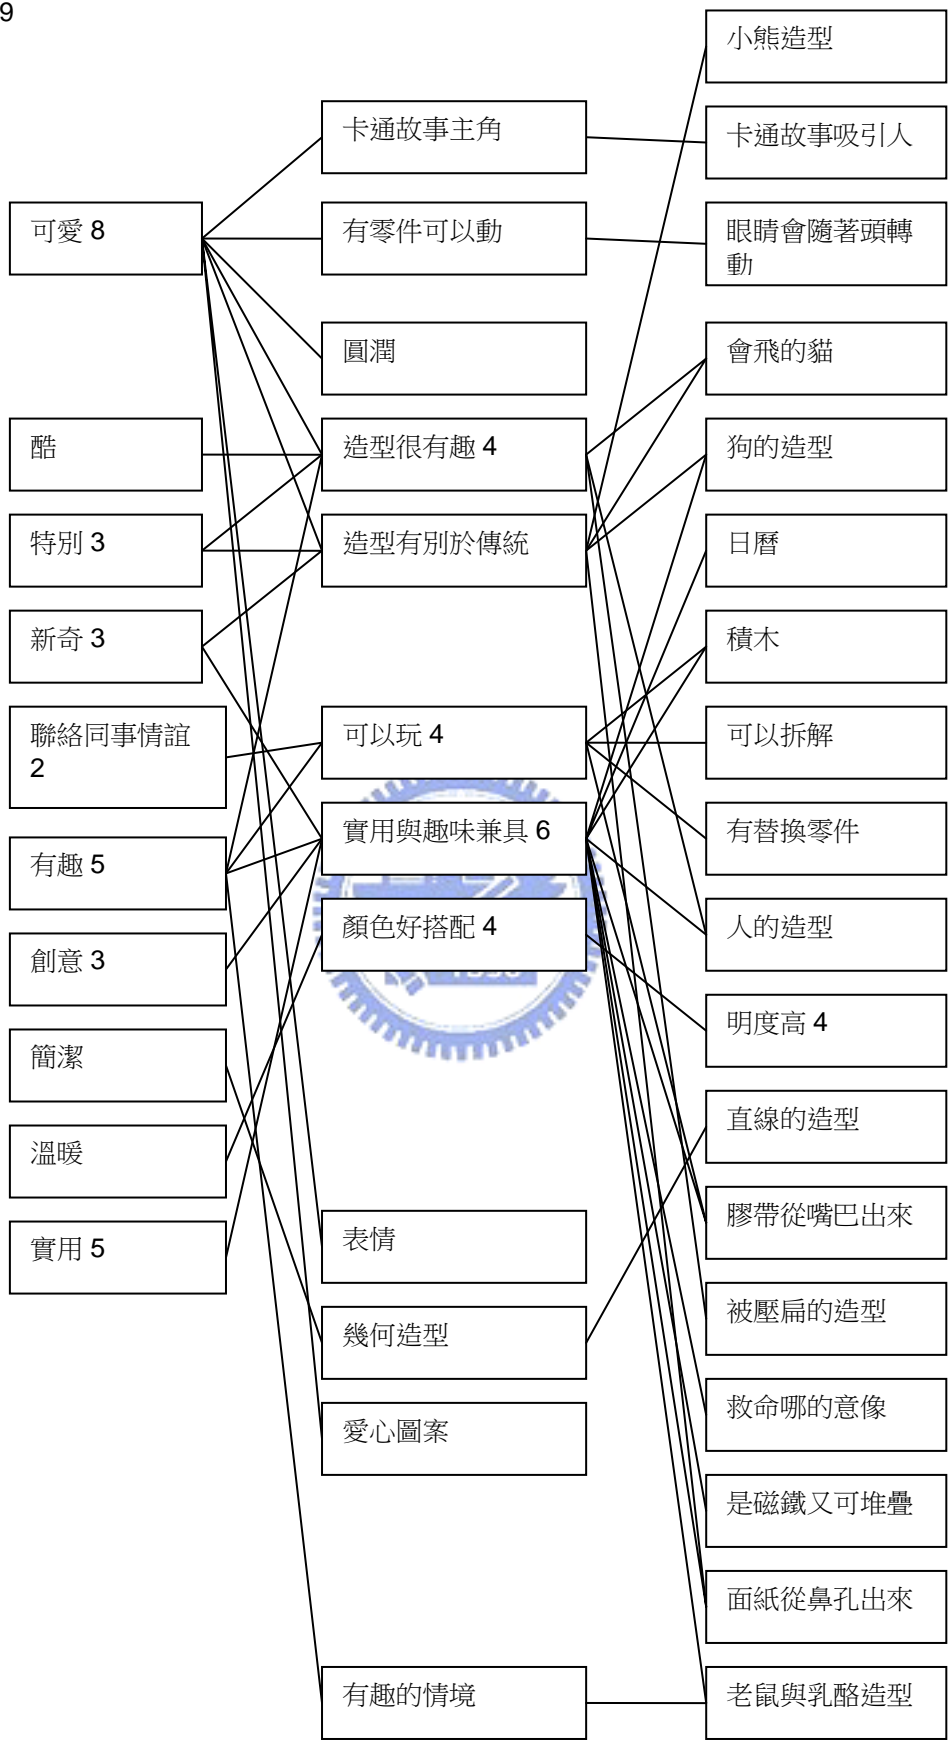 9
小熊造型
卡通故事主角
卡通故事吸引人
可愛 8
有零件可以動
眼睛會隨著頭轉
動
圓潤
會飛的貓
酷
造型很有趣 4
狗的造型
特別 3
造型有別於傳統
日曆
新奇 3
積木
聯絡同事情誼
2
可以玩 4
可以拆解
有趣 5
實用與趣味兼具 6
有替換零件
創意 3
顏色好搭配 4
人的造型
簡潔
明度高 4
溫暖
直線的造型
實用 5
表情
膠帶從嘴巴出來
幾何造型
被壓扁的造型
愛心圖案
救命哪的意像
是磁鐵又可堆疊
面紙從鼻孔出來
有趣的情境
老鼠與乳酪造型